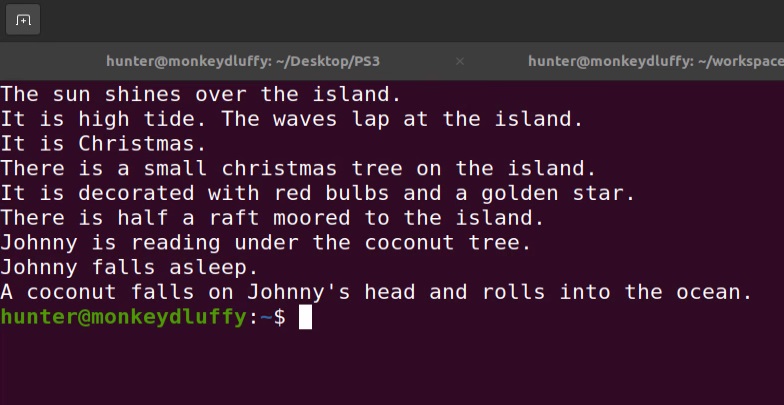 hunter@monkeydluffy: ~/Desktop/PS3 × hunter@monkeydluffy: ~/workspace
The sun shines over the island.
It is high tide. The waves lap at the island.
It is Christmas.
There is a small christmas tree on the island.
It is decorated with red bulbs and a golden star.
There is half a raft moored to the island.
Johnny is reading under the coconut tree.
Johnny falls asleep.
A coconut falls on Johnny's head and rolls into the ocean.
hunter@monkeydluffy:~$